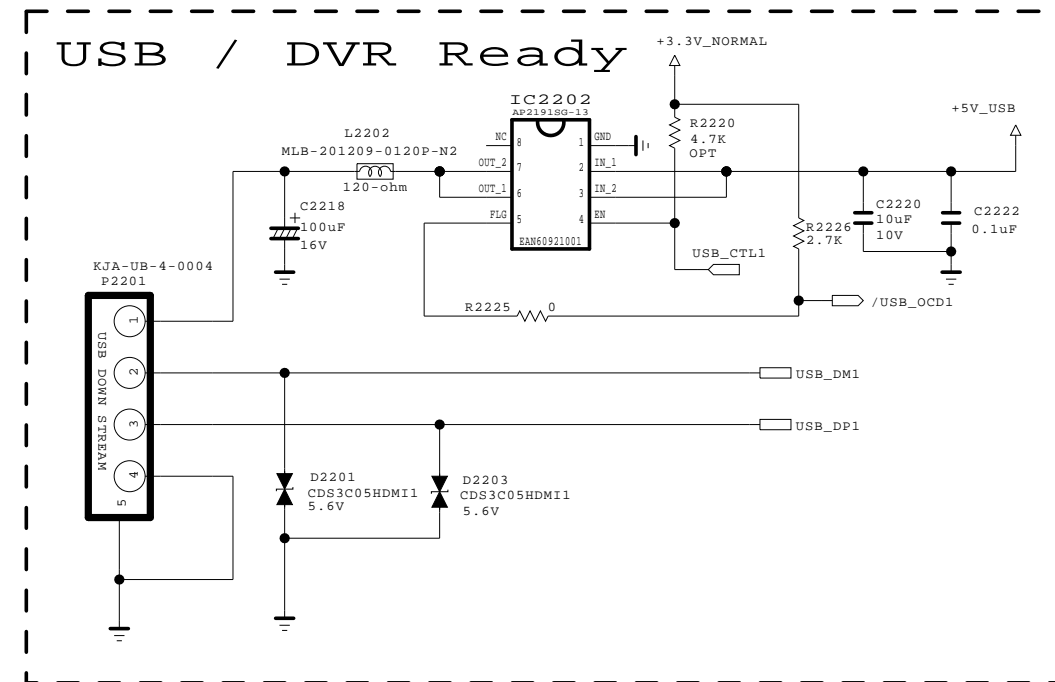 USB / DVR Ready
+3.3V_NORMAL
IC2202
AP2191SG-13
+5V_USB
L2202
MLB-201209-0120P-N2
120-ohm
R2220
4.7K
OPT
NC
8
1
GND
OUT_2
7
2
IN_1
OUT_1
6
3
IN_2
FLG
5
4
EN
EAN60921001
C2218
+
100uF
16V
C2220
10uF
10V
C2222
0.1uF
R2226
2.7K
USB_CTL1
KJA-UB-4-0004
P2201
R2225
0
/USB_OCD1
1
2
3
4
5
USB DOWN STREAM
USB_DM1
USB_DP1
D2201
CDS3C05HDMI1
5.6V
D2203
CDS3C05HDMI1
5.6V